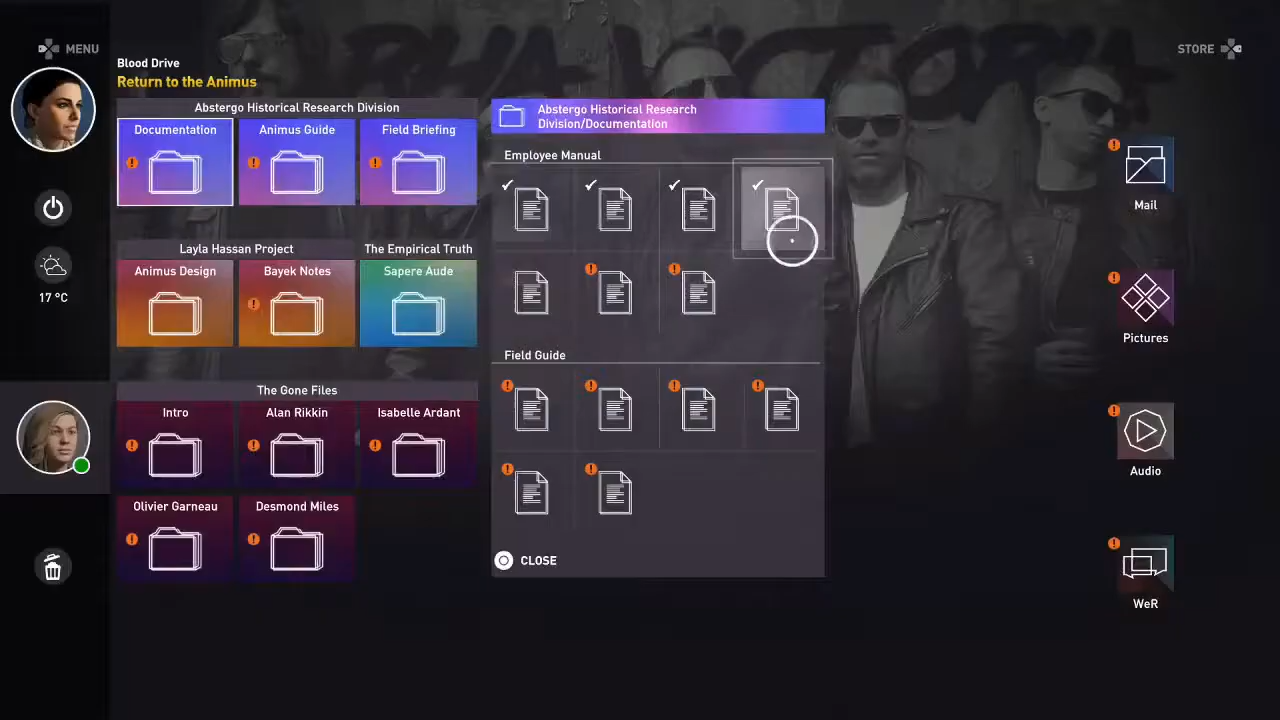 MENU
STORE
Blood Drive
Return to the Animus
Abstergo Historical Research Division
Documentation
Animus Guide
Field Briefing
Layla Hassan Project
The Empirical Truth
Animus Design
Bayek Notes
Sapere Aude
The Gone Files
Intro
Alan Rikkin
Isabelle Ardant
Olivier Garneau
Desmond Miles
17 °C
Abstergo Historical Research
Division/Documentation
Employee Manual
Field Guide
CLOSE
Mail
Pictures
Audio
WeR